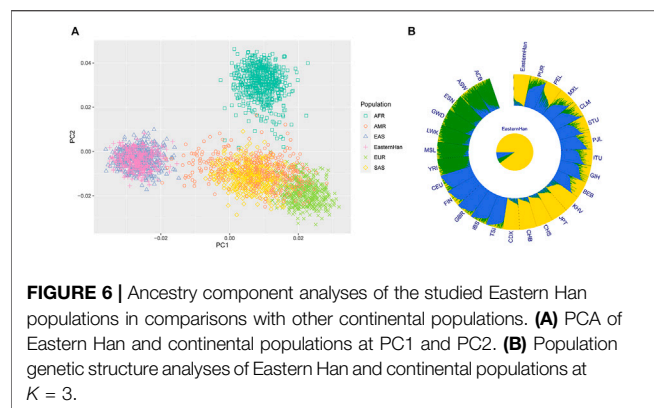 A
B
0.04
0.02
0.00
−0.02
PC2
−0.02
0.00
0.02
PC1
Population
AFR
AMR
EAS
EasternHan
EUR
SAS
EasternHan
PUR
PEL
MXL
CLM
STU
PJL
ITU
GIH
BEB
KHV
JPT
CHS
CHB
CDX
TSI
IBS
GBR
FIN
CEU
YRI
MSL
LWK
GWD
ESN
ASW
ACB
EasternHan
FIGURE 6 | Ancestry component analyses of the studied Eastern Han
populations in comparisons with other continental populations. (A) PCA of
Eastern Han and continental populations at PC1 and PC2. (B) Population
genetic structure analyses of Eastern Han and continental populations at
K = 3.